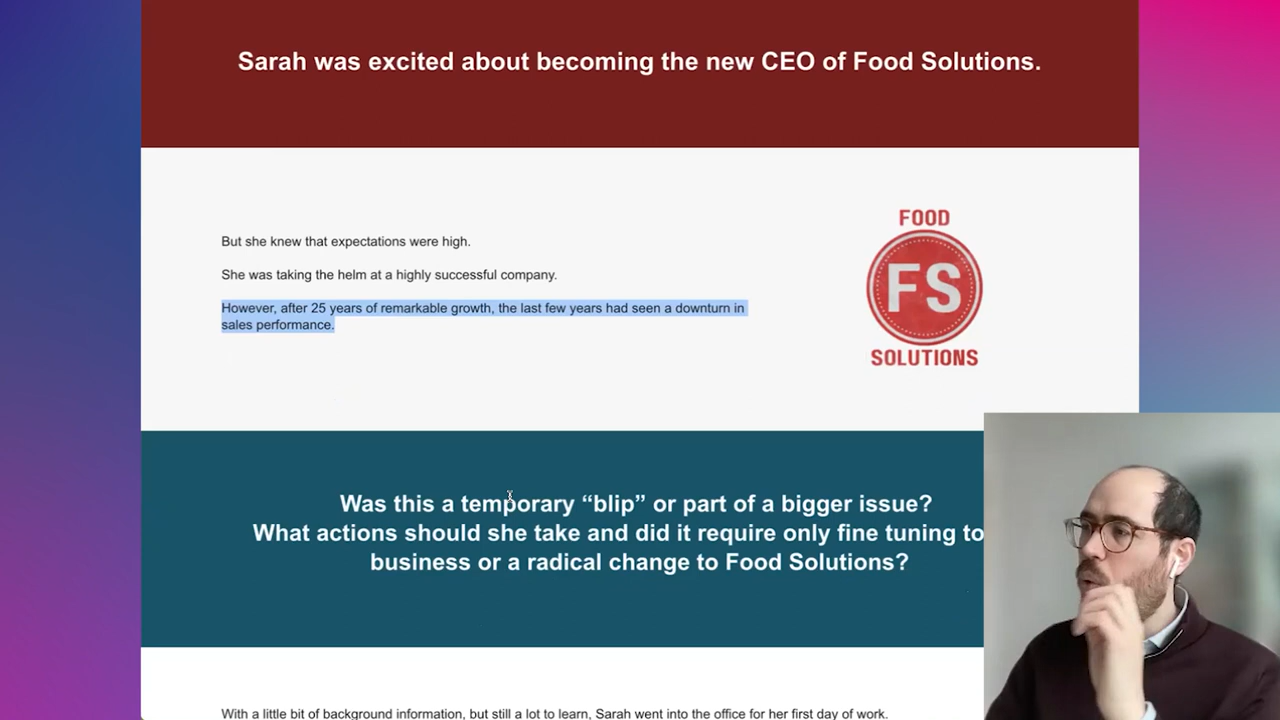 Sarah was excited about becoming the new CEO of Food Solutions.
But she knew that expectations were high.
She was taking the helm at a highly successful company.
However, after 25 years of remarkable growth, the last few years had seen a downturn in
sales performance.
FOOD
FS
SOLUTIONS
Was this a temporary “blip” or part of a bigger issue?
What actions should she take and did it require only fine tuning to
business or a radical change to Food Solutions?
With a little bit of background information, but still a lot to learn, Sarah went into the office for her first day of work.